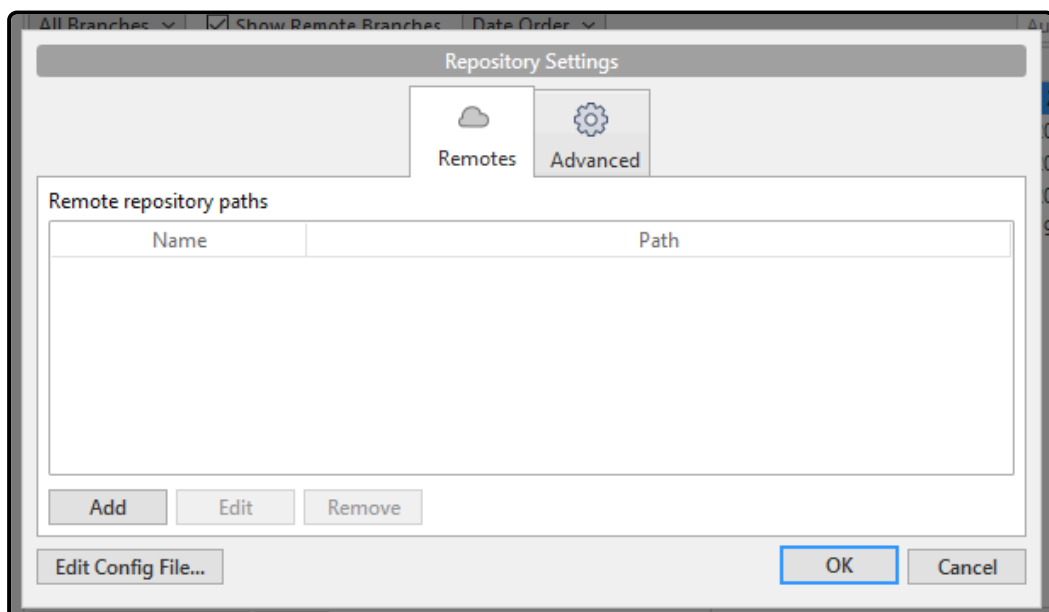 All Branches Show Remote Branches Date Order Au
Repository Settings
Remotes Advanced
Remote repository paths
Name Path
Add Edit Remove
Edit Config File... OK Cancel